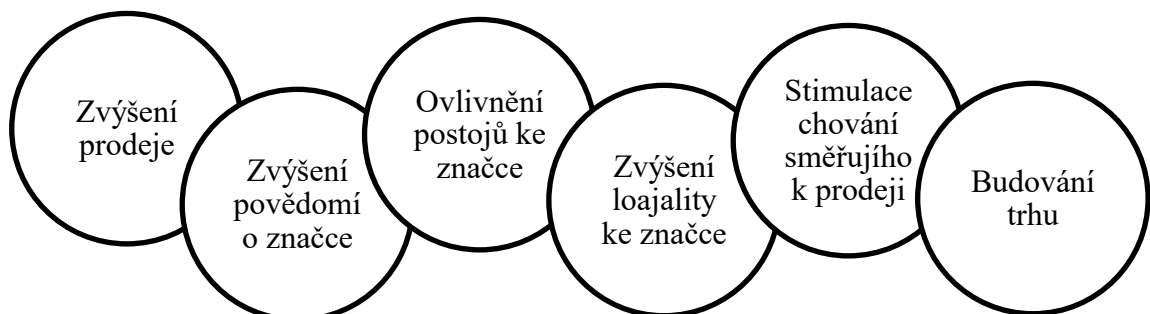 Zvýšení
prodeje
Zvýšení
povědomí
o značce
Ovlivnění
postojů ke
značce
Zvýšení
loajality
ke značce
Stimulace
chování
směřujího
k prodeji
Budování
trhu